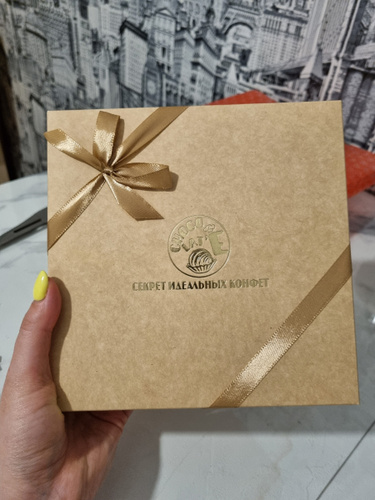 СЕКРЕТ ИДЕАЛЬНЫХ КОНФЕТ